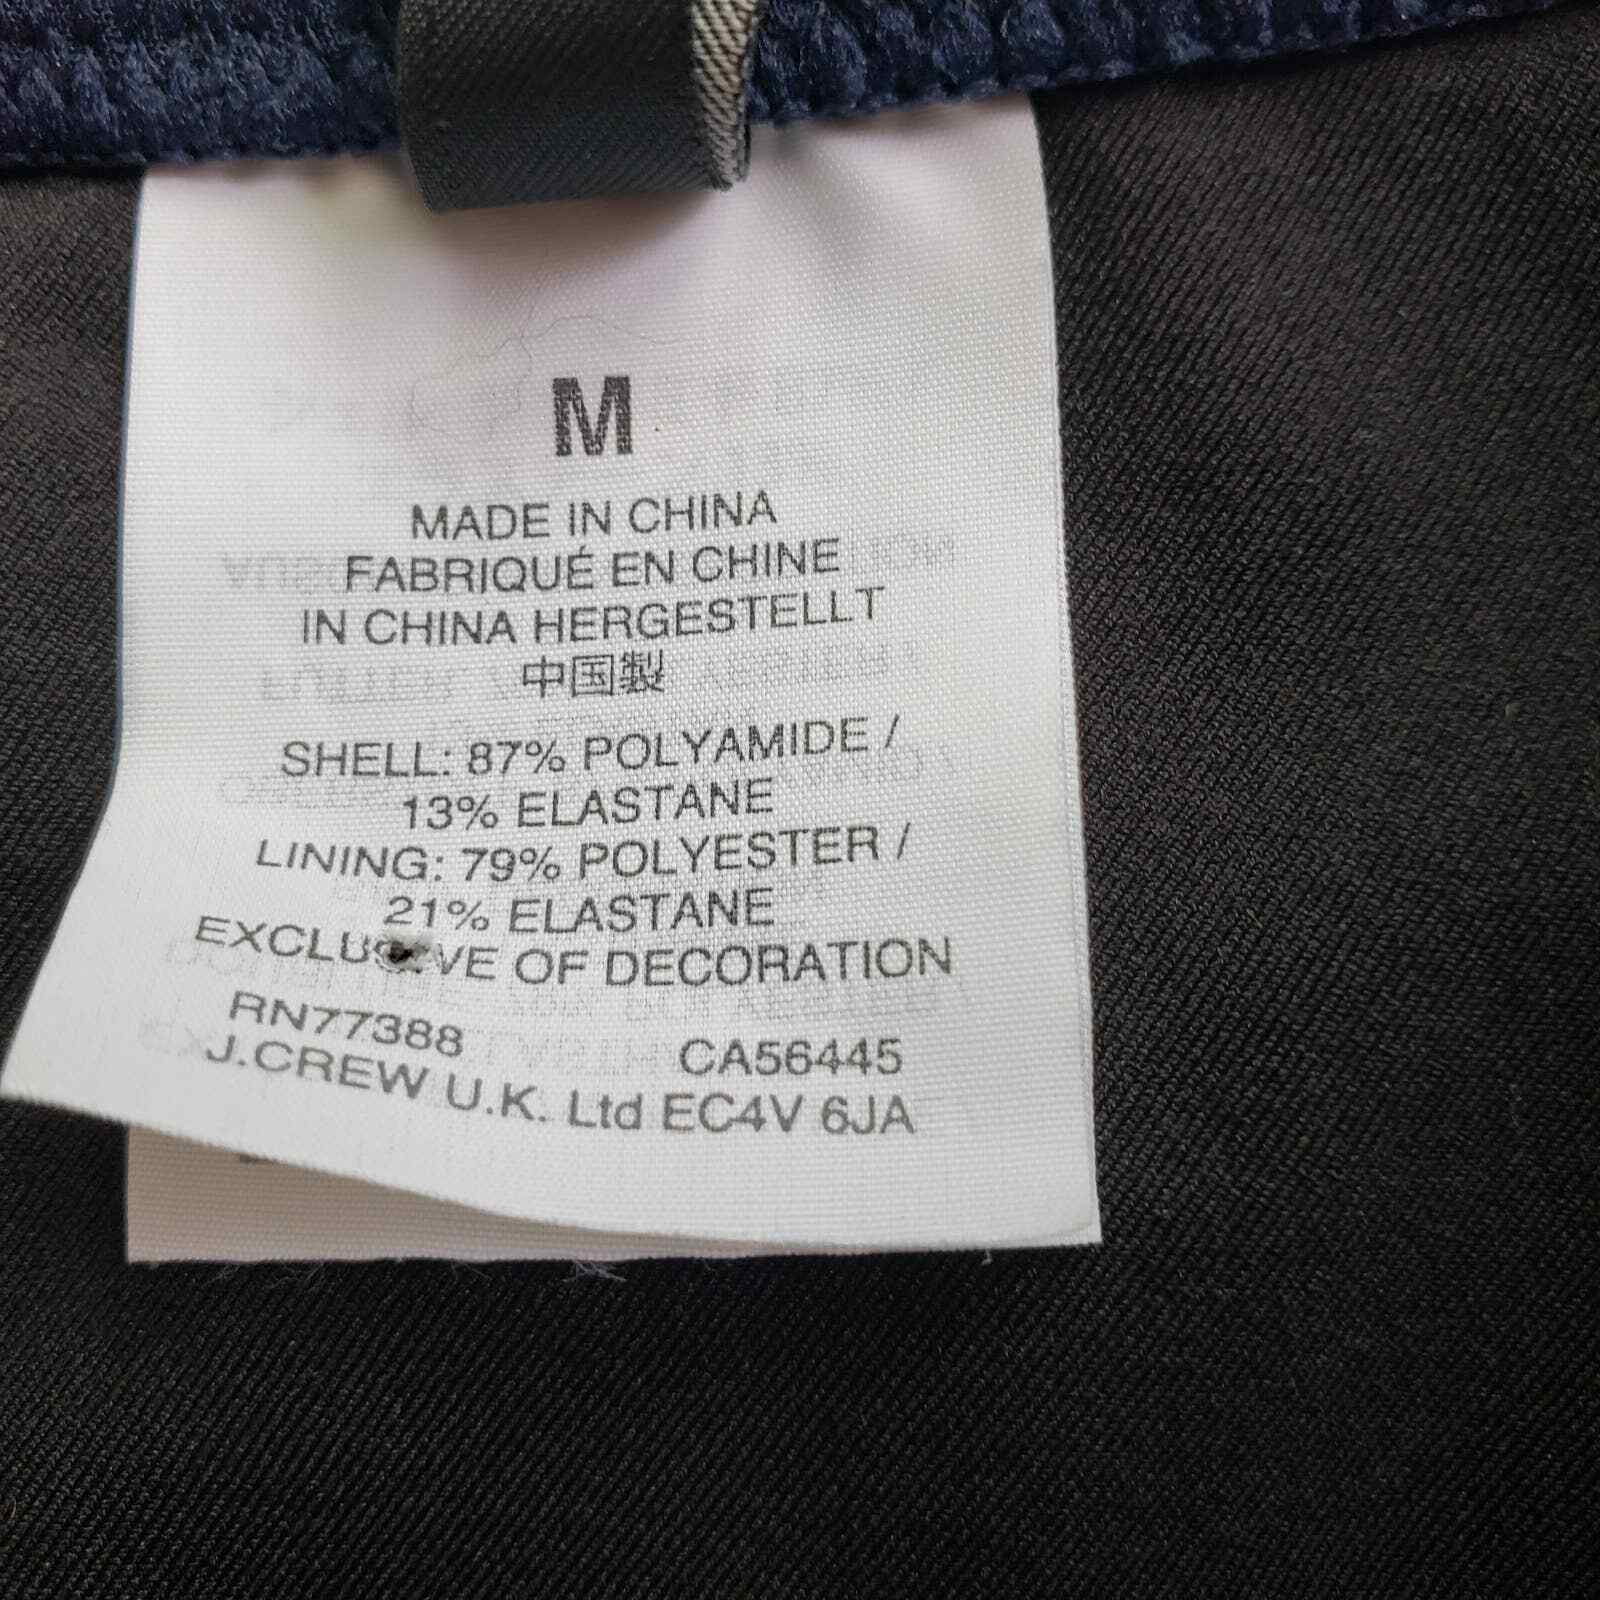 M
MADE IN CHINA
FABRIQUÉ EN CHINE
IN CHINA HERGESTELLT
中国製
SHELL: 87% POLYAMIDE /
13% ELASTANE
LINING: 79% POLYESTER /
21% ELASTANE
EXCLUSIVE OF DECORATION
RN77388 CA56445
J.CREW U.K. Ltd EC4V 6JA